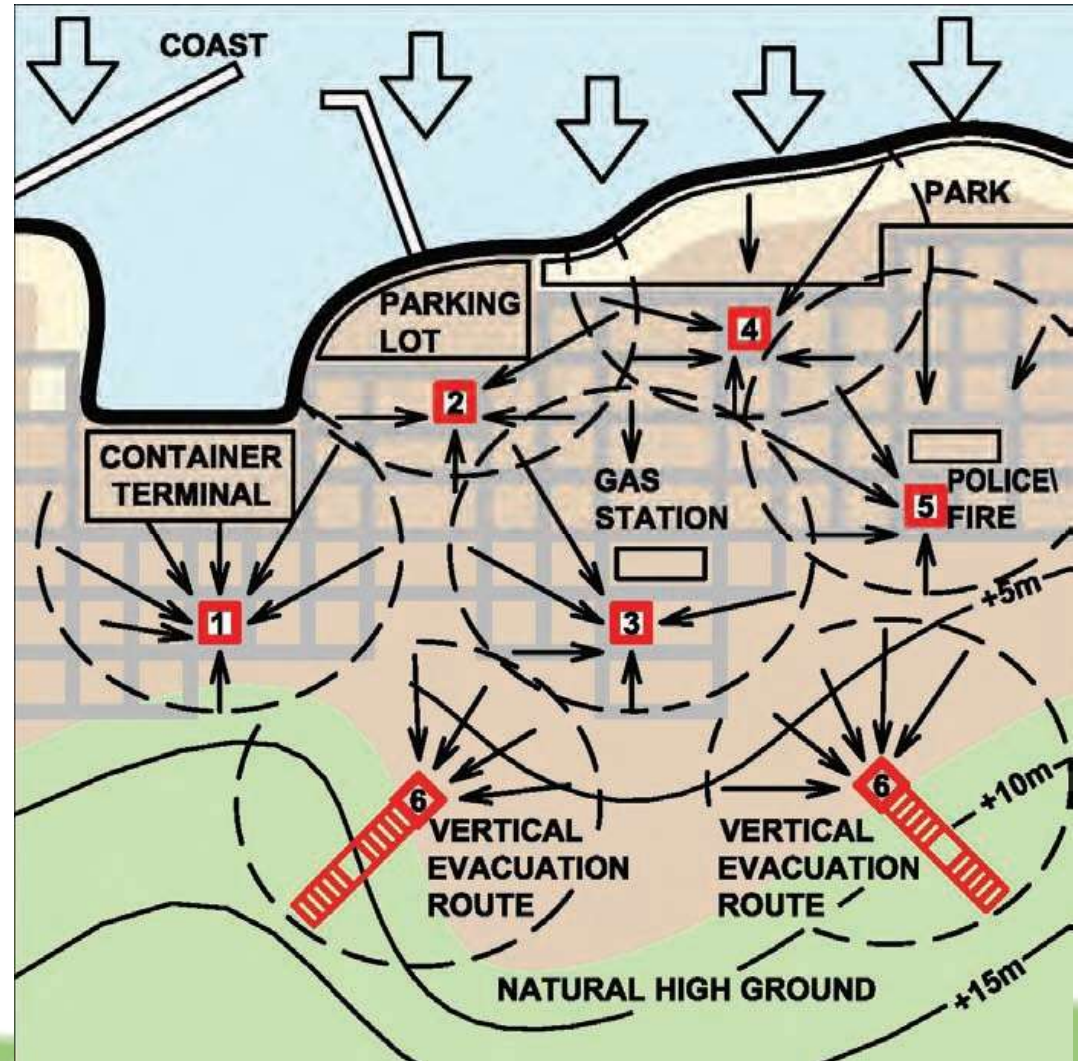 COAST
PARK
PARKING
LOT
4
2
CONTAINER
TERMINAL
GAS
STATION
POLICE\
FIRE
5
1
3
+5m
6
6
+10m
VERTICAL
EVACUATION
ROUTE
VERTICAL
EVACUATION
ROUTE
NATURAL HIGH GROUND
+15m